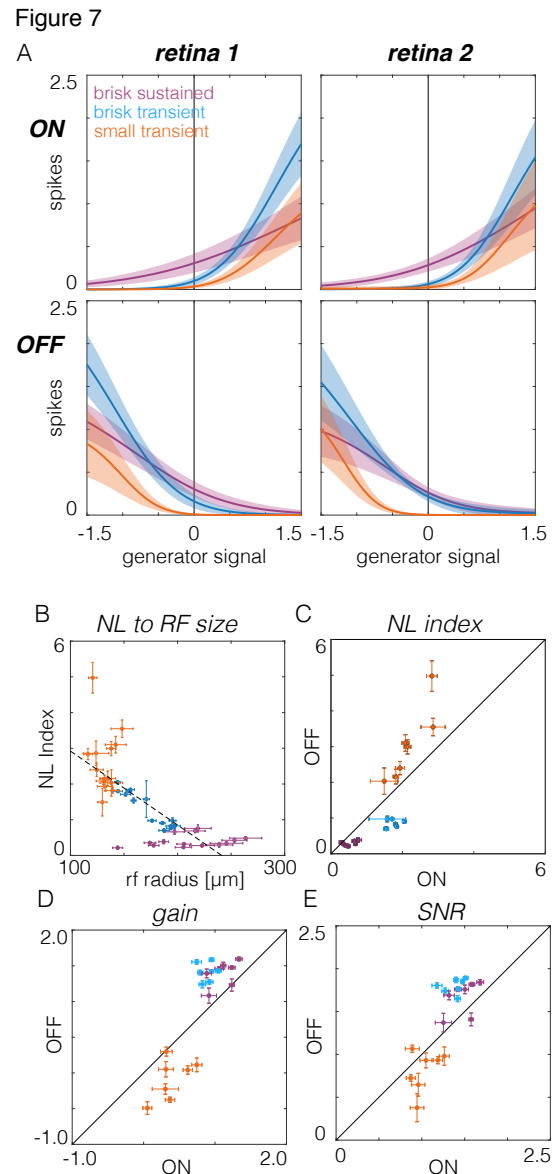 Figure 7
A
retina 1
retina 2
ON
2.5
brisk sustained
brisk transient
small transient
spikes
0
OFF
2.5
spikes
0
-1.5
0
1.5
-1.5
0
1.5
generator signal
generator signal
B
NL to RF size
6
NL Index
0
100
300
rf radius [µm]
C
NL index
6
OFF
0
0
6
ON
D
gain
2.0
OFF
-1.0
-1.0
2.0
ON
E
SNR
2.5
OFF
0
0
2.5
ON